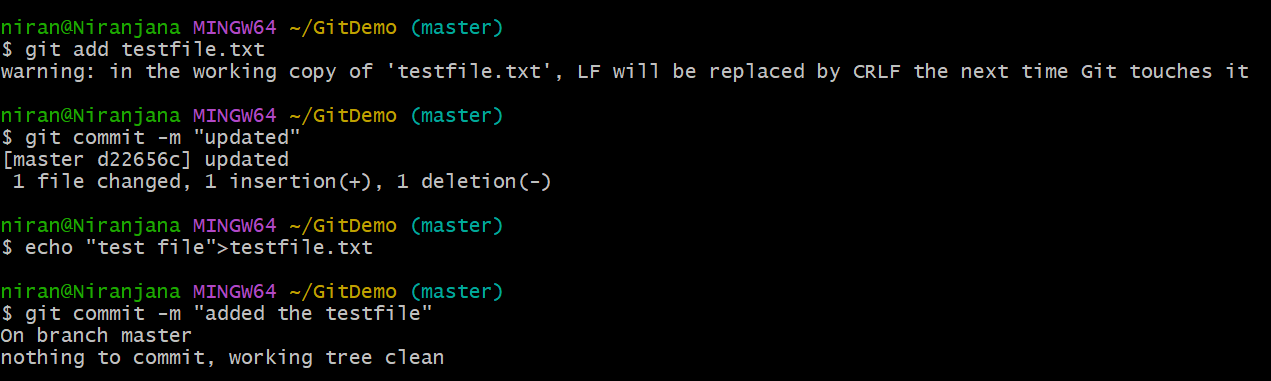 niran@Niranjana MINGW64 ~/GitDemo (master)
$ git add testfile.txt
warning: in the working copy of 'testfile.txt', LF will be replaced by CRLF the next time Git touches it
niran@Niranjana MINGW64 ~/GitDemo (master)
$ git commit -m "updated"
[master d22656c] updated
 1 file changed, 1 insertion(+), 1 deletion(-)
niran@Niranjana MINGW64 ~/GitDemo (master)
$ echo "test file">testfile.txt
niran@Niranjana MINGW64 ~/GitDemo (master)
$ git commit -m "added the testfile"
On branch master
nothing to commit, working tree clean